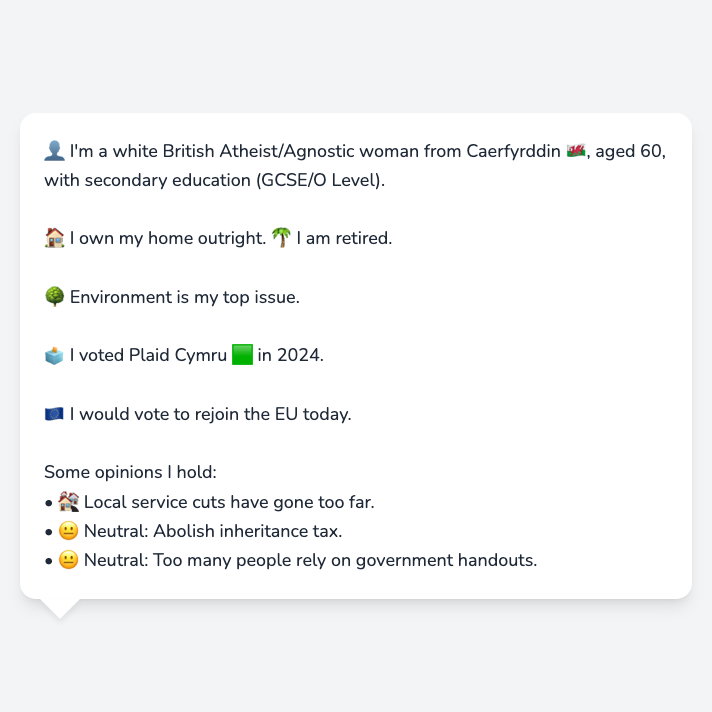 👤 I'm a white British Atheist/Agnostic woman from Caerfyrddin 🏴󠁧󠁢󠁷󠁬󠁳󠁿, aged 60,
with secondary education (GCSE/O Level).
🏠 I own my home outright. 🌴 I am retired.
🌳 Environment is my top issue.
🗳️ I voted Plaid Cymru 🟩 in 2024.
🇪🇺 I would vote to rejoin the EU today.
Some opinions I hold:
• 🏚️ Local service cuts have gone too far.
• 😐 Neutral: Abolish inheritance tax.
• 😐 Neutral: Too many people rely on government handouts.